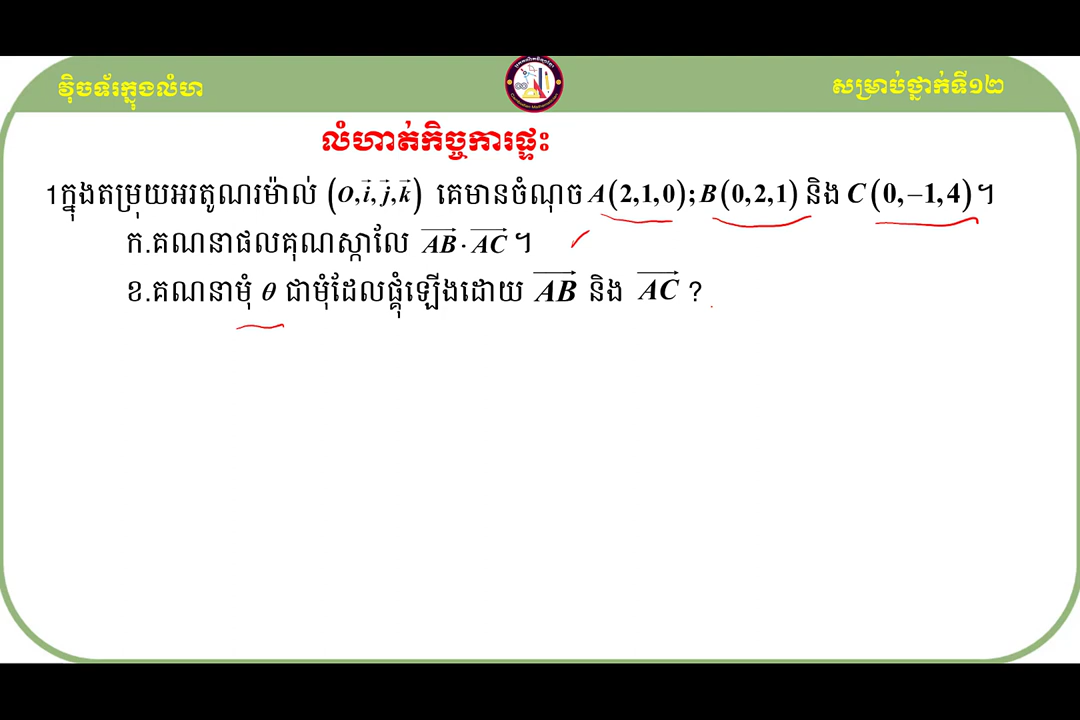 វ៉ិចទ័រក្នុងលំហ
សម្រាប់ថ្នាក់ទី១២
លំហាត់កិច្ចការផ្ទះ
1ក្នុងតម្រុយអរតូណរម៉ាល់ (O,i⃗,j⃗,k⃗) គេមានចំណុច A(2,1,0);B(0,2,1) និង C(0,−1,4)។
ក.គណនាផលគុណស្កាលែ AB⃗ · AC⃗ ។
ខ.គណនាមុំ θ ជាមុំដែលផ្គុំឡើងដោយ AB⃗ និង AC⃗ ?